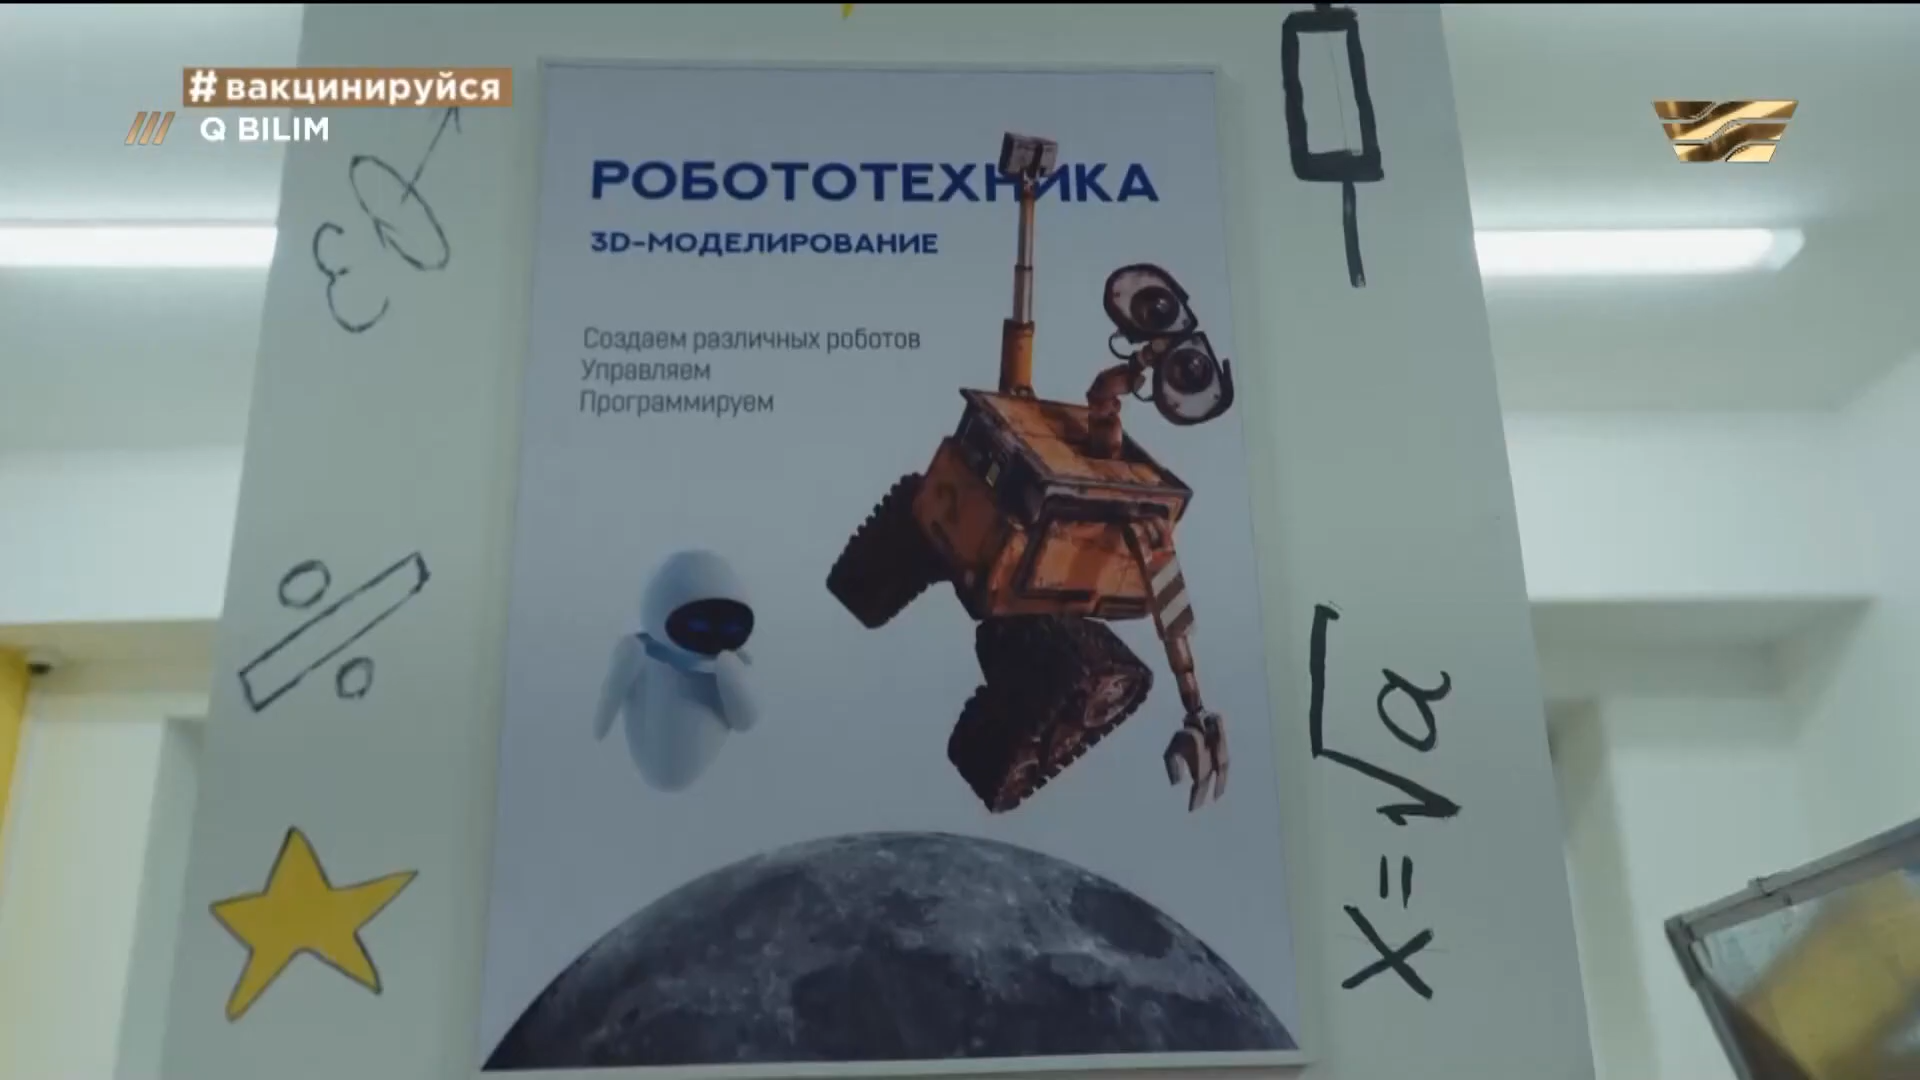 #вакцинируйся
Q BILIM
РОБОТОТЕХНИКА
3D-МОДЕЛИРОВАНИЕ
Создаем различных роботов
Управляем
Программируем
x=√a